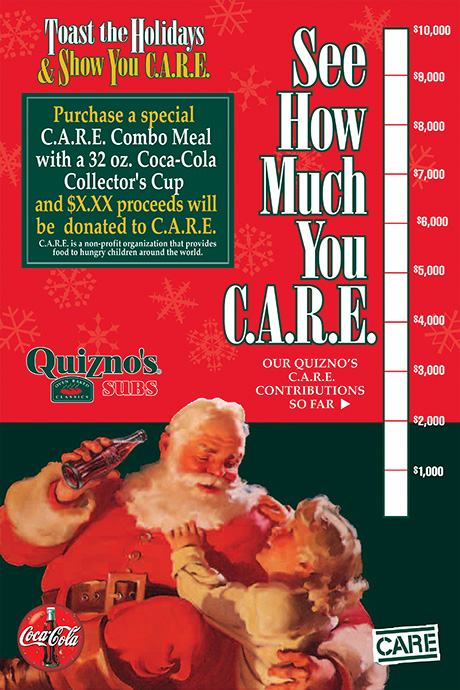 Toast the Holidays
& Show You C.A.R.E.
Purchase a special
C.A.R.E. Combo Meal
with a 32 oz. Coca-Cola
Collector's Cup
and $X.XX proceeds will
be donated to C.A.R.E.
C.A.R.E. is a non-profit organization that provides
food to hungry children around the world.
See
How
Much
You
C.A.R.E.
OUR QUIZNO'S
C.A.R.E.
CONTRIBUTIONS
SO FAR ▶
$10,000
$9,000
$8,000
$7,000
$6,000
$5,000
$4,000
$3,000
$2,000
$1,000
Quizno's®
SUBS
OVEN BAKED
CLASSICS
Coca-Cola
CARE